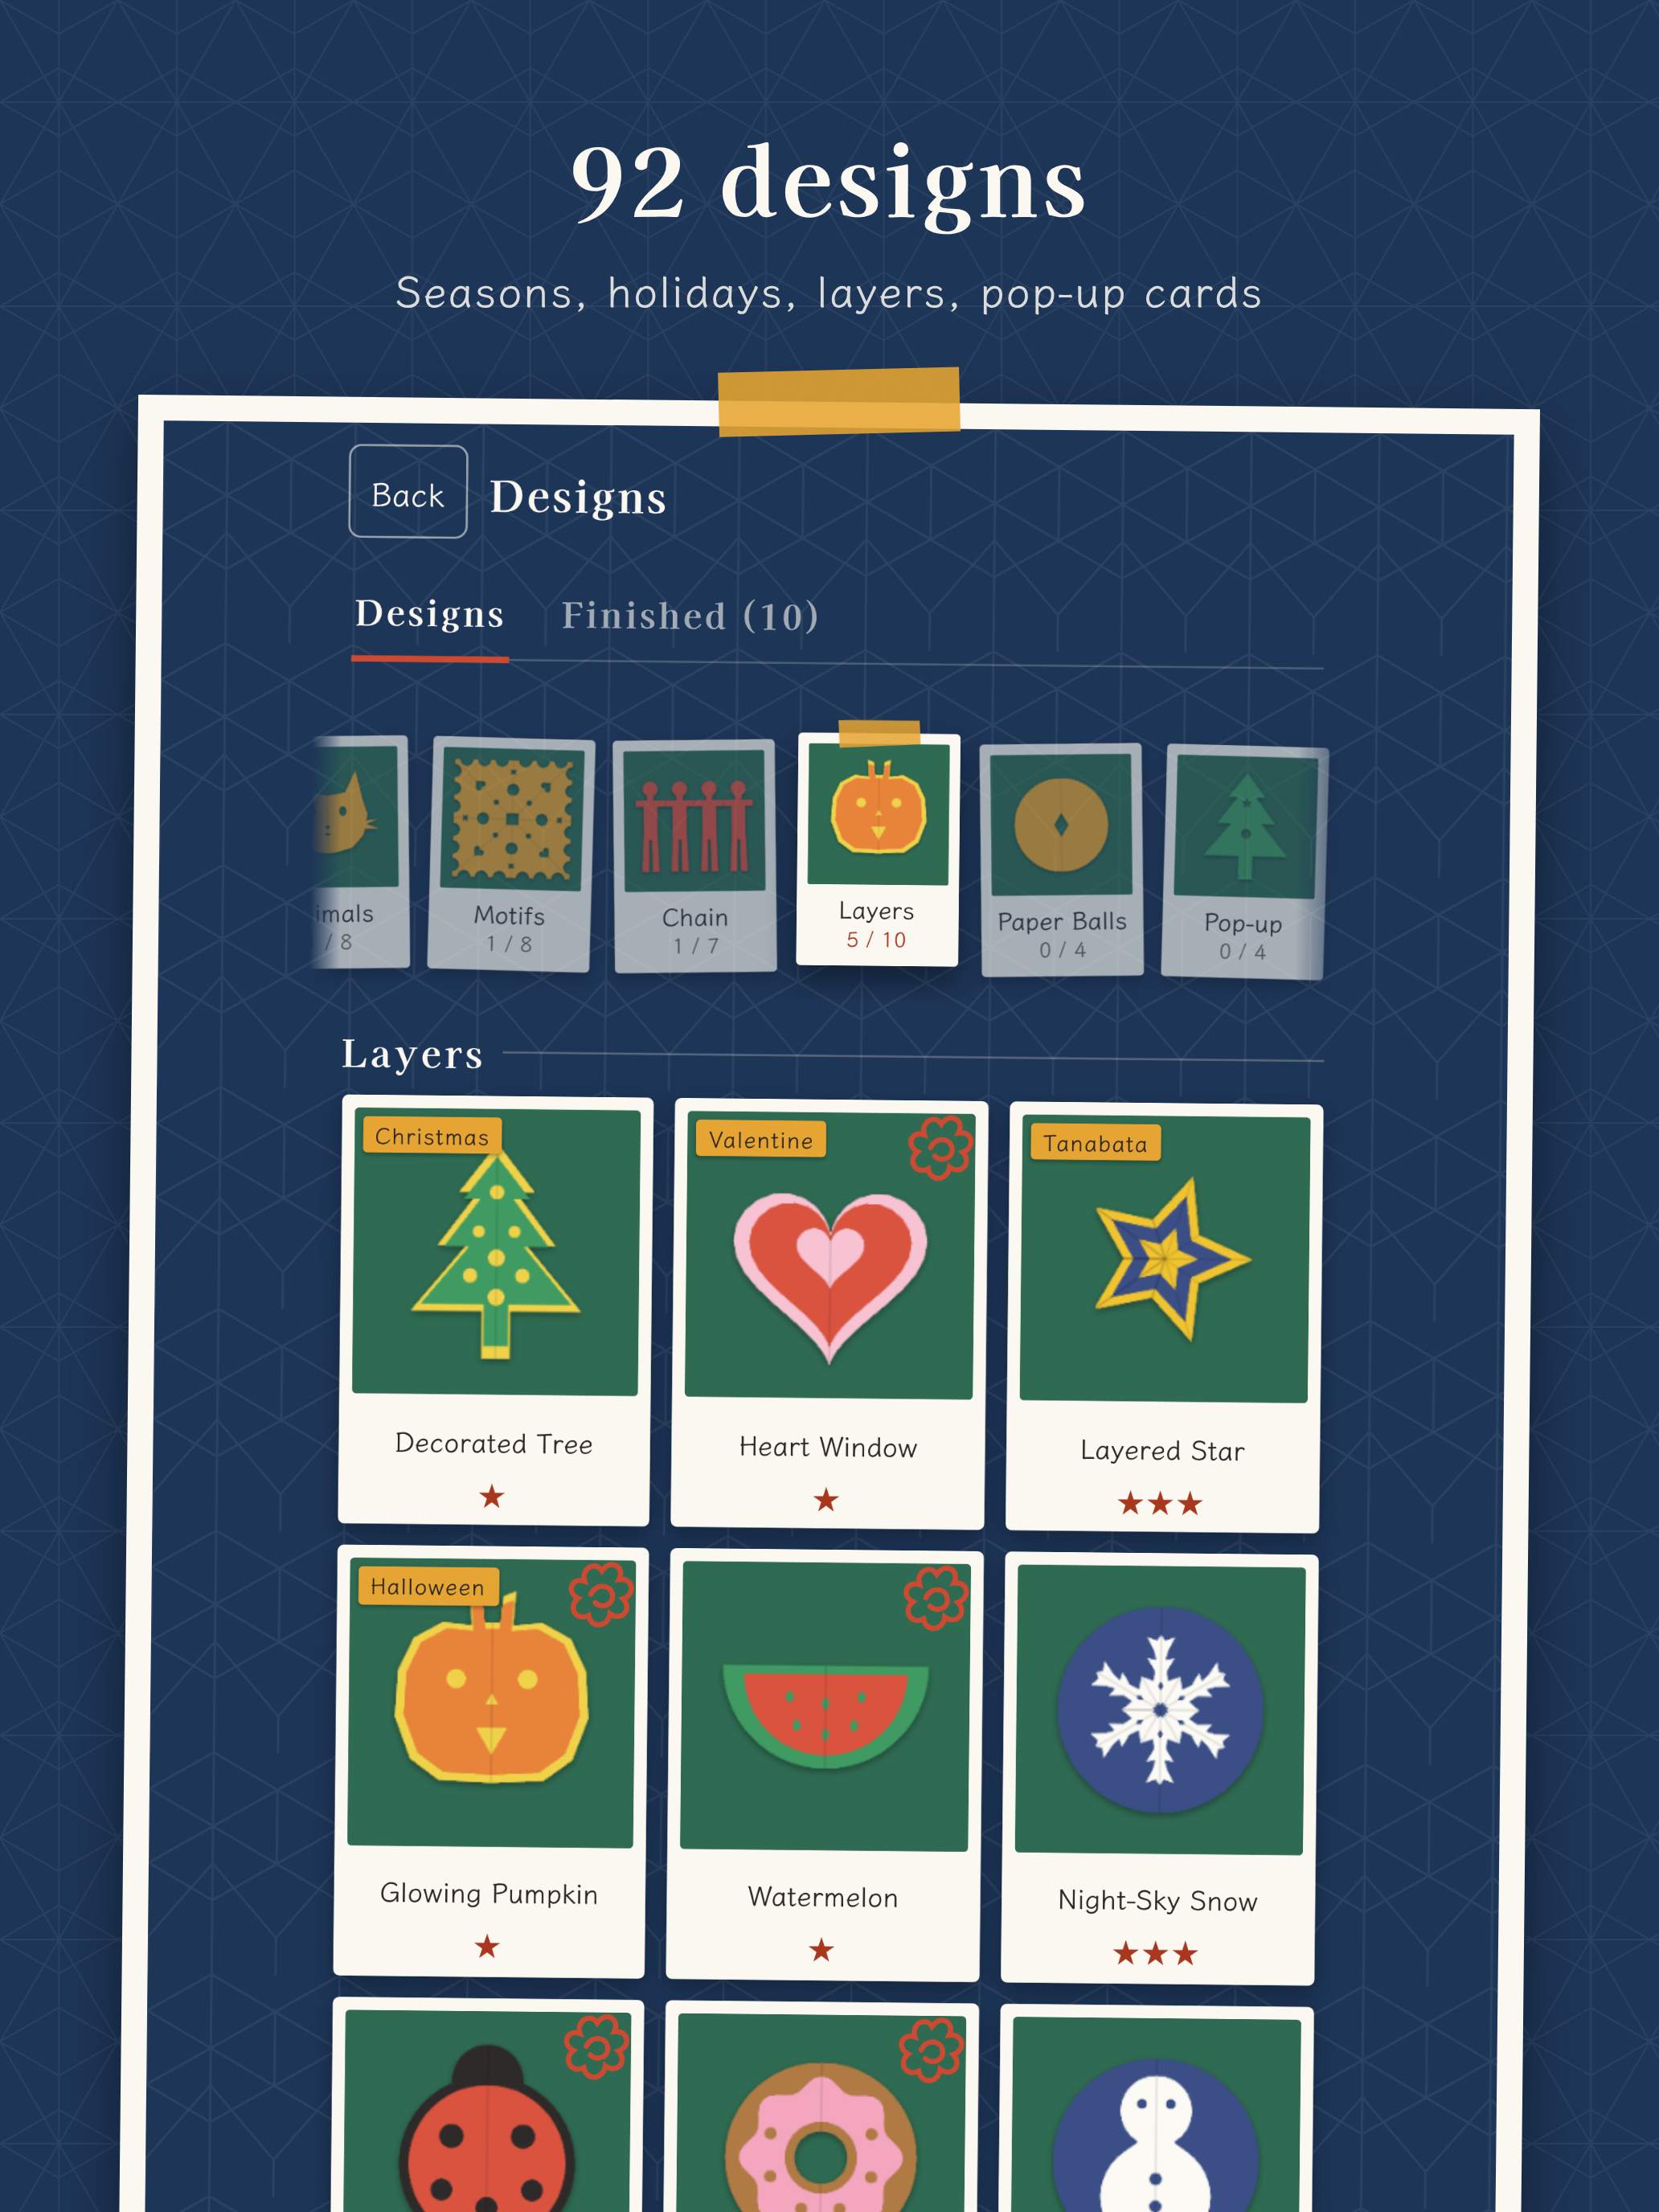 92 designs
Seasons, holidays, layers, pop-up cards
Back
Designs
Designs
Finished (10)
imals
/ 8
Motifs
1 / 8
Chain
1 / 7
Layers
5 / 10
Paper Balls
0 / 4
Pop-up
0 / 4
Layers
Christmas
Decorated Tree
★
Valentine
Heart Window
★
Tanabata
Layered Star
★★★
Halloween
Glowing Pumpkin
★
Watermelon
★
Night-Sky Snow
★★★